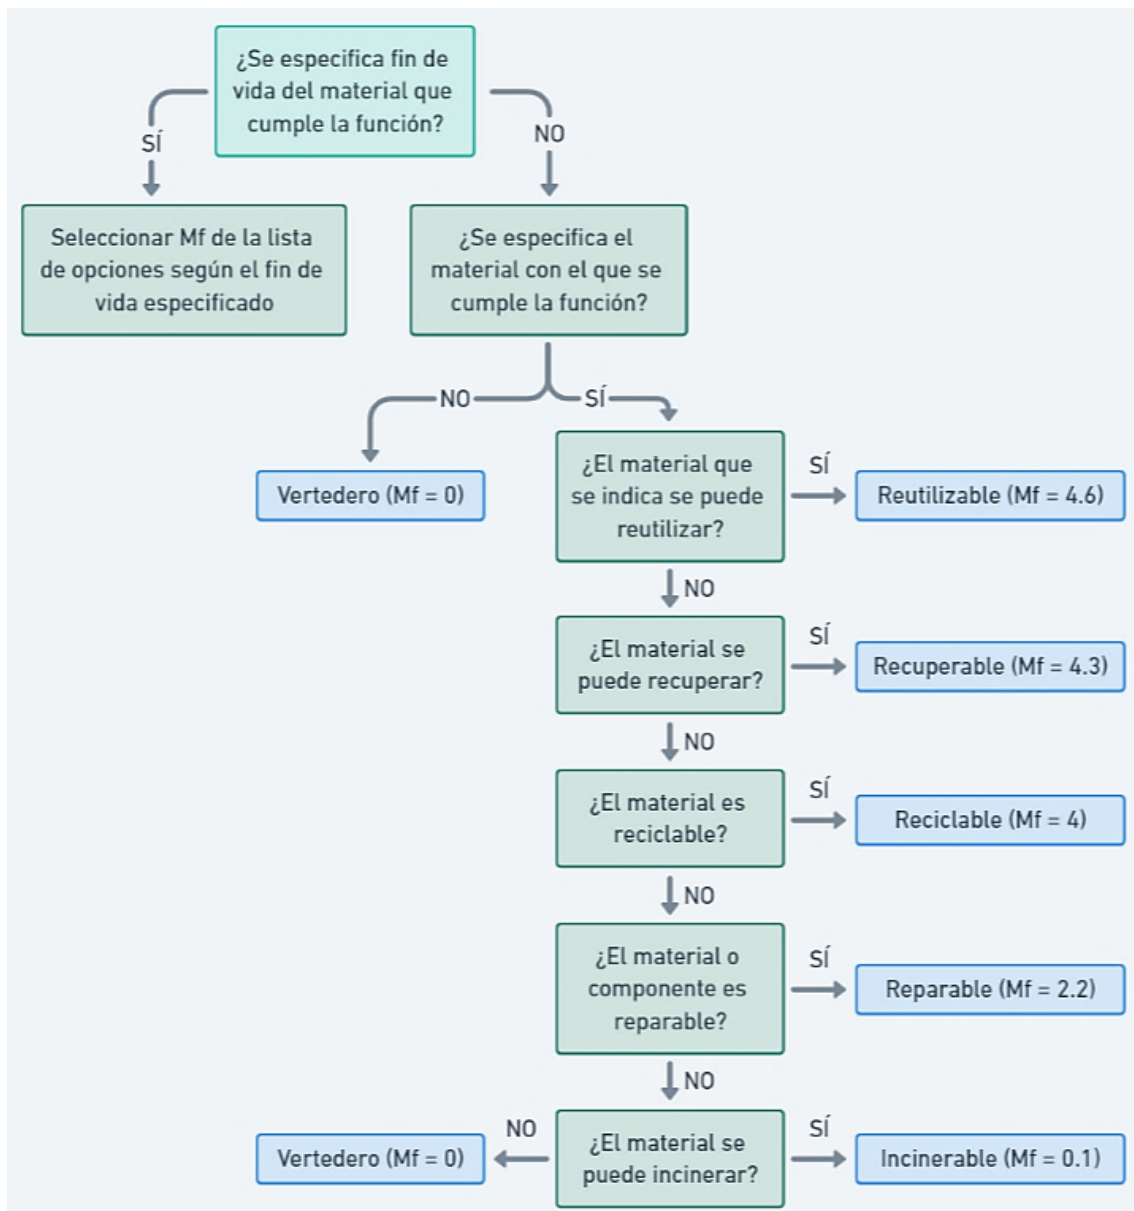 ¿Se especifica fin de
vida del material que
cumple la función?
SÍ
NO
Seleccionar Mf de la lista
de opciones según el fin de
vida especificado
¿Se especifica el
material con el que se
cumple la función?
NO
SÍ
Vertedero (Mf = 0)
¿El material que
se indica se puede
reutilizar?
SÍ
Reutilizable (Mf = 4.6)
NO
¿El material se
puede recuperar?
SÍ
Recuperable (Mf = 4.3)
NO
¿El material es
reciclable?
SÍ
Reciclable (Mf = 4)
NO
¿El material o
componente es
reparable?
SÍ
Reparable (Mf = 2.2)
NO
¿El material se
puede incinerar?
NO
Vertedero (Mf = 0)
SÍ
Incinerable (Mf = 0.1)